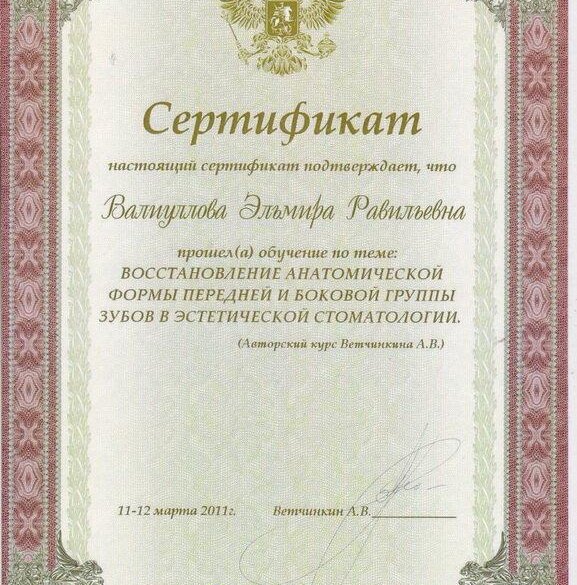 Сертификат
настоящий сертификат подтверждает, что
Валиуллова Эльмира Равильевна
прошел(а) обучение по теме:
ВОССТАНОВЛЕНИЕ АНАТОМИЧЕСКОЙ
ФОРМЫ ПЕРЕДНЕЙ И БОКОВОЙ ГРУППЫ
ЗУБОВ В ЭСТЕТИЧЕСКОЙ СТОМАТОЛОГИИ.
(Авторский курс Ветчинкина А.В.)
11-12 марта 2011г. Ветчинкин А.В.